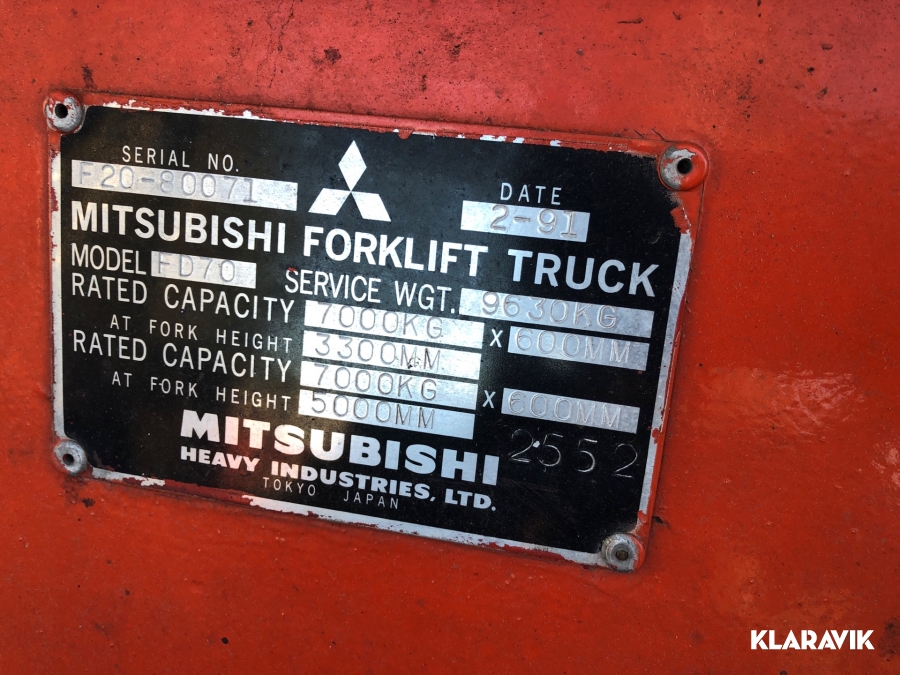 SERIAL NO.
F20-80071
DATE
2-91
MITSUBISHI FORKLIFT TRUCK
MODEL FD70 SERVICE WGT. 9630KG
RATED CAPACITY 7000KG X 600MM
AT FORK HEIGHT 3300MM
RATED CAPACITY 7000KG X 600MM
AT FORK HEIGHT 5000MM
MITSUBISHI 2552
HEAVY INDUSTRIES, LTD.
TOKYO JAPAN
KLARAVIK